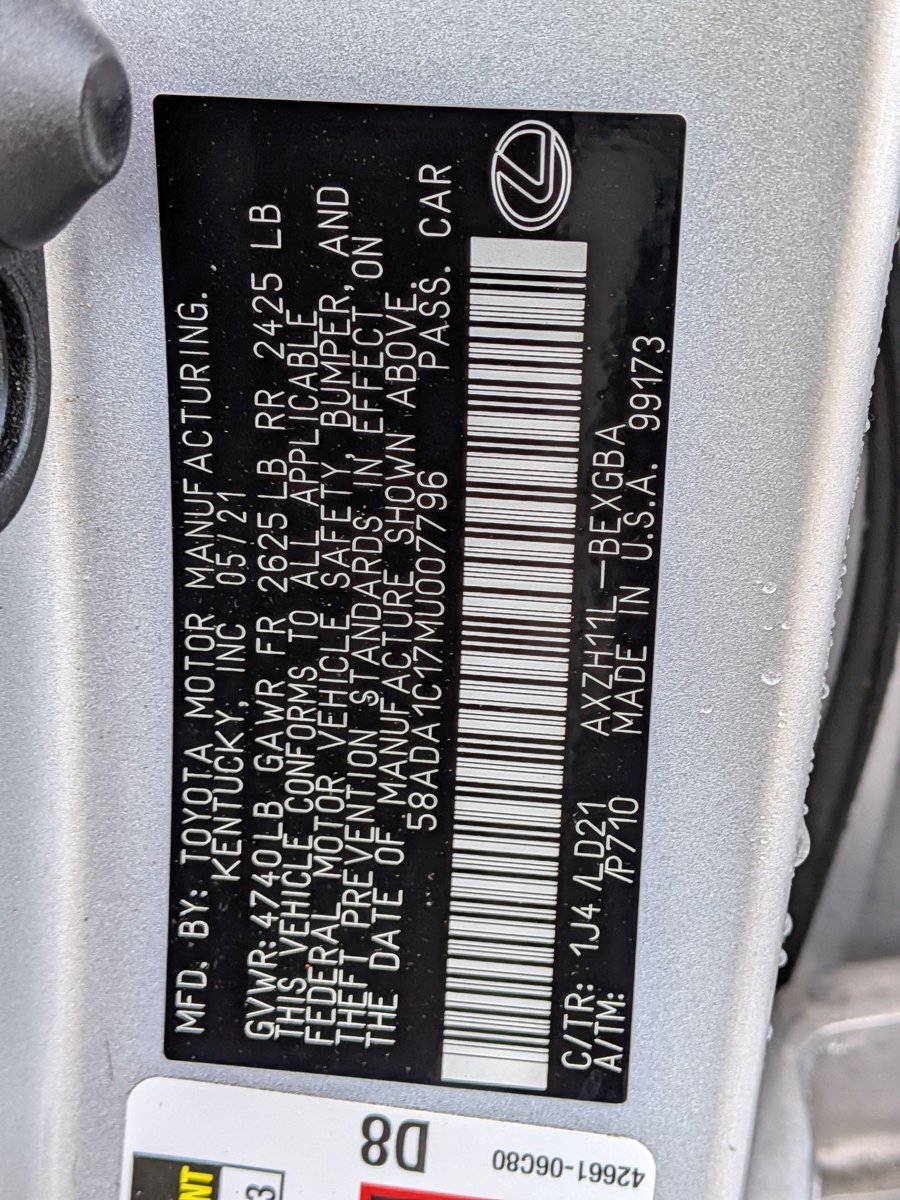 MFD. BY: TOYOTA MOTOR MANUFACTURING.
KENTUCKY, INC 05/21
GVWR: 4740LB GAWR FR 2625 LB RR 2425 LB
THIS VEHICLE CONFORMS TO ALL APPLICABLE
FEDERAL MOTOR VEHICLE SAFETY, BUMPER, AND
THEFT PREVENTION STANDARDS IN EFFECT ON
THE DATE OF MANUFACTURE SHOWN ABOVE.
58ADA1C17MU007796 PASS. CAR
C/TR: 1J4 /LD21 AXZH11L-BEXGBA
A/TM: /P710 MADE IN U.S.A. 99173
D8
42661-06C80